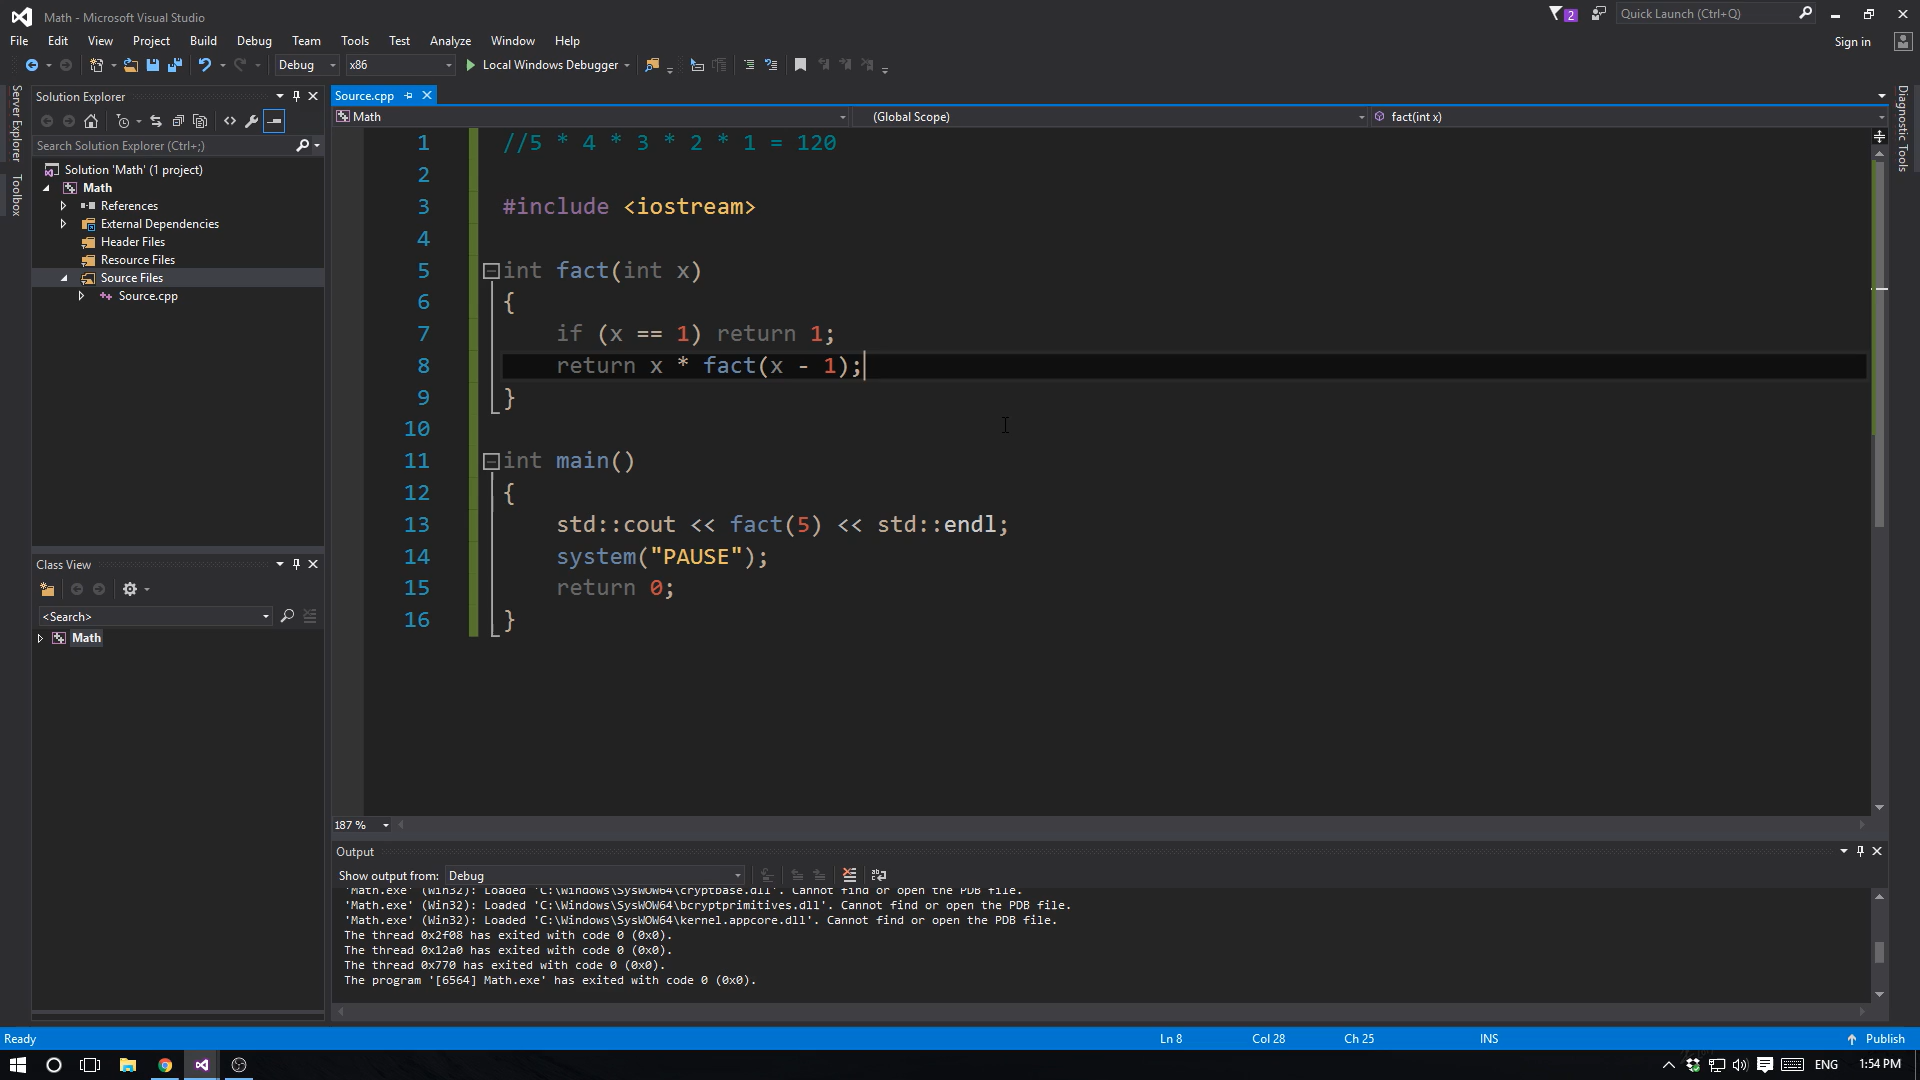 Math - Microsoft Visual Studio
2
Quick Launch (Ctrl+Q)
File Edit View Project Build Debug Team Tools Test Analyze Window Help
Sign in
Debug x86 Local Windows Debugger
Server Explorer
Toolbox
Solution Explorer
Search Solution Explorer (Ctrl+;)
Solution 'Math' (1 project)
Math
References
External Dependencies
Header Files
Resource Files
Source Files
Source.cpp
Class View
<Search>
Math
Source.cpp
Math (Global Scope) fact(int x)
1 //5 * 4 * 3 * 2 * 1 = 120
2
3 #include <iostream>
4
5 int fact(int x)
6 {
7 if (x == 1) return 1;
8 return x * fact(x - 1);
9 }
10
11 int main()
12 {
13 std::cout << fact(5) << std::endl;
14 system("PAUSE");
15 return 0;
16 }
187 %
Diagnostic Tools
Output
Show output from: Debug
'Math.exe' (Win32): Loaded 'C:\Windows\SysWOW64\cryptbase.dll'. Cannot find or open the PDB file.
'Math.exe' (Win32): Loaded 'C:\Windows\SysWOW64\bcryptprimitives.dll'. Cannot find or open the PDB file.
'Math.exe' (Win32): Loaded 'C:\Windows\SysWOW64\kernel.appcore.dll'. Cannot find or open the PDB file.
The thread 0x2f08 has exited with code 0 (0x0).
The thread 0x12a0 has exited with code 0 (0x0).
The thread 0x770 has exited with code 0 (0x0).
The program '[6564] Math.exe' has exited with code 0 (0x0).
Ready Ln 8 Col 28 Ch 25 INS Publish
ENG 1:54 PM